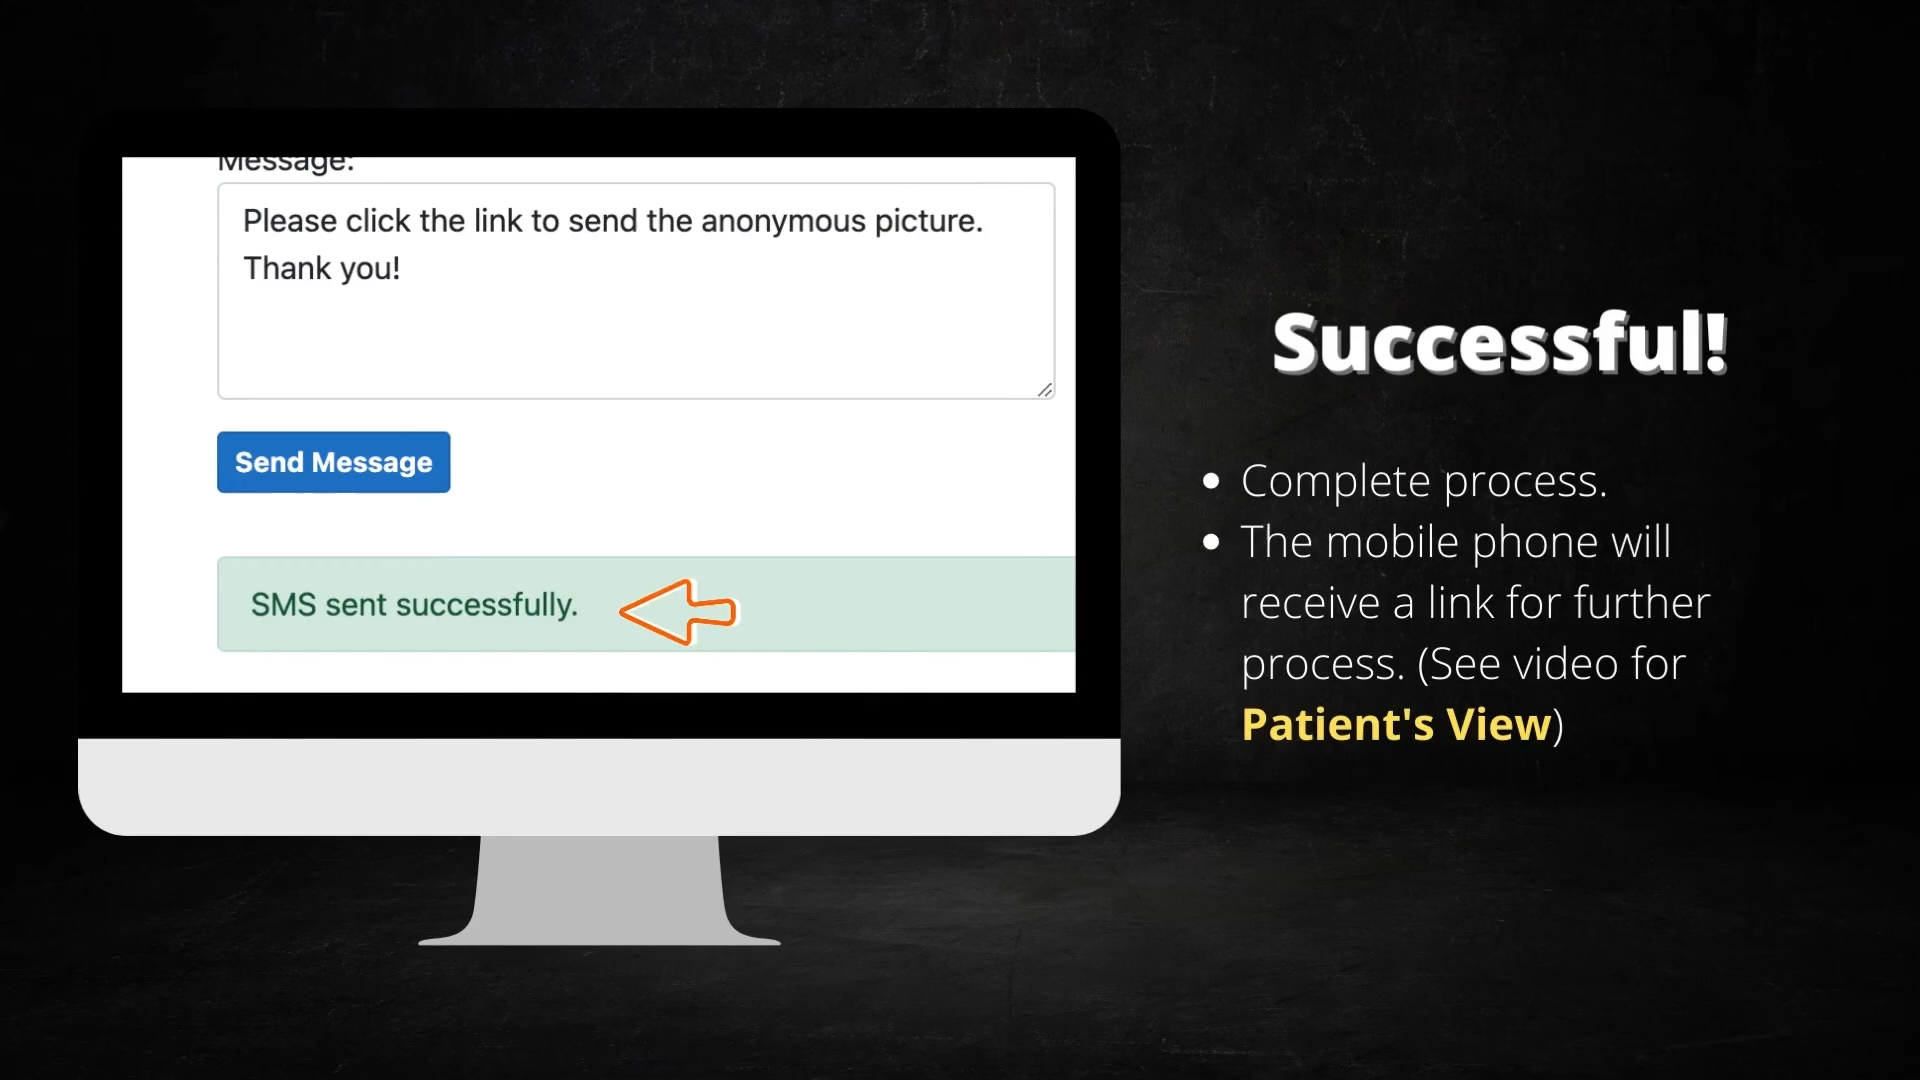 Message:
Please click the link to send the anonymous picture.
Thank you!
Send Message
SMS sent successfully.
Successful!
• Complete process.
• The mobile phone will
receive a link for further
process. (See video for
Patient's View)